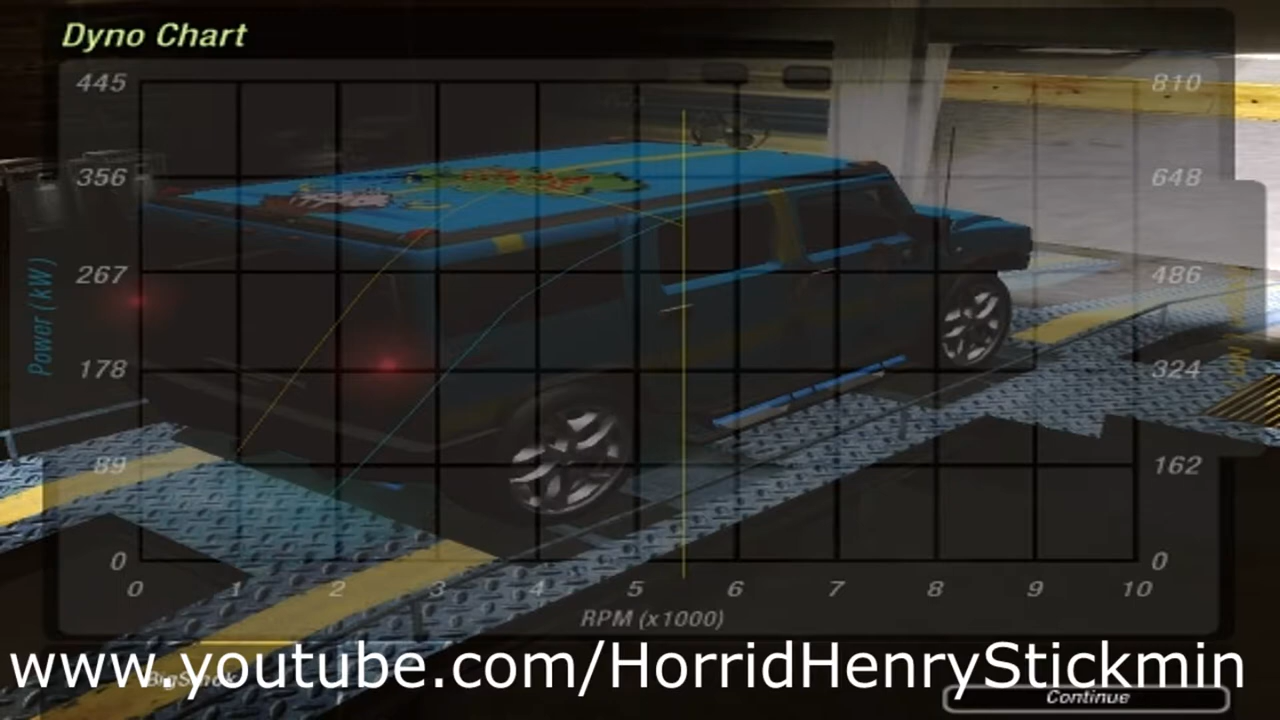 Dyno Chart
445
810
356
648
267
486
Power ( kW )
178
324
89
162
0
0
0 1 2 3 4 5 6 7 8 9 10
RPM (x1000)
www.youtube.com/HorridHenryStickmin
Continue